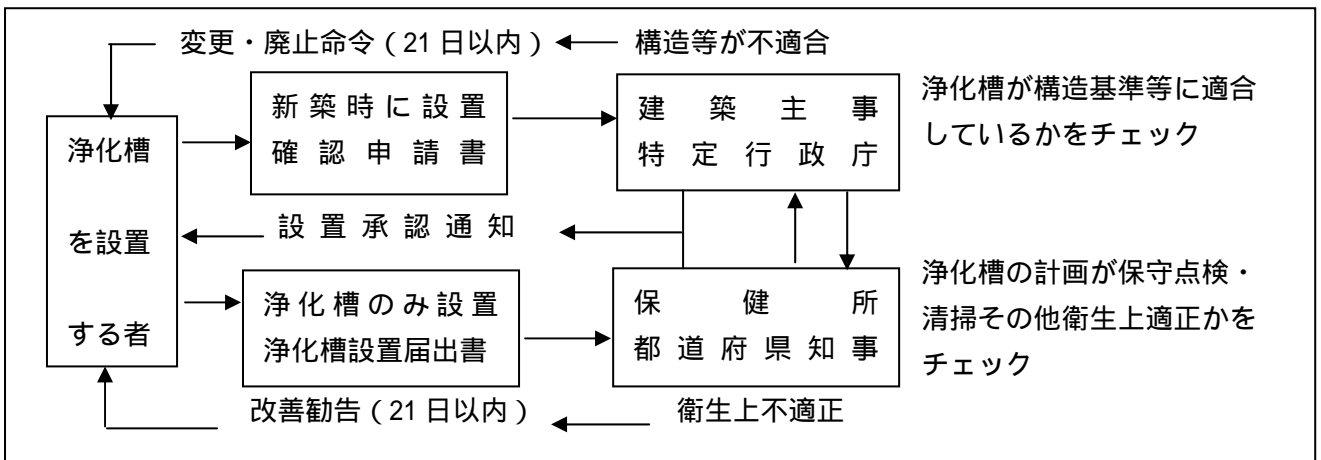 変更・廃止命令（21日以内） 構造等が不適合
新築時に設置
確認申請書
建築主事
特定行政庁
浄化槽が構造基準等に適合
しているかをチェック
浄化槽
を設置
する者
設置承認通知
浄化槽のみ設置
浄化槽設置届出書
保健所
都道府県知事
浄化槽の計画が保守点検・
清掃その他衛生上適正かを
チェック
改善勧告（21日以内） 衛生上不適正